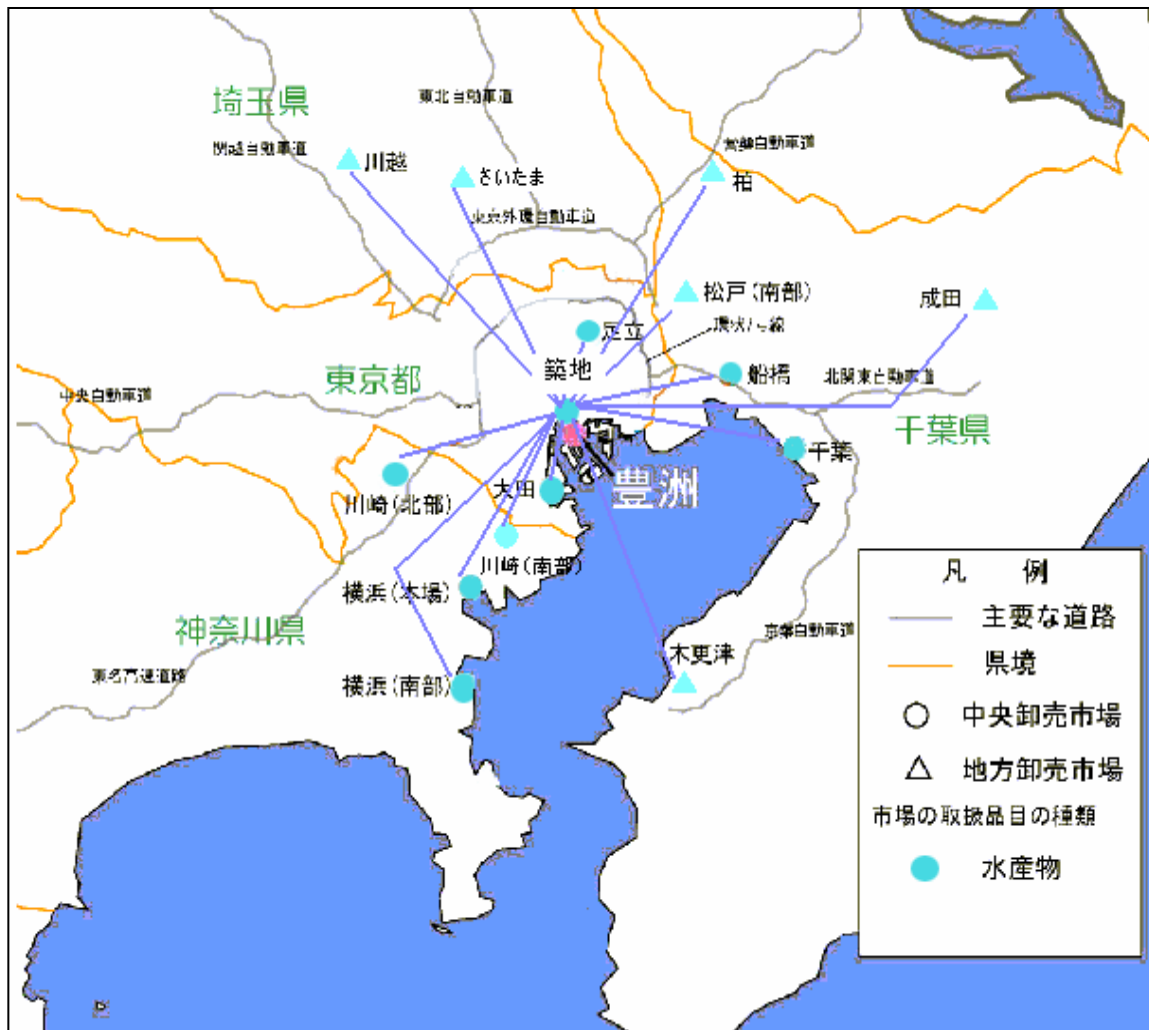 埼玉県
東北自動車道
関越自動車道
常磐自動車道
川越
さいたま
柏
東京外環自動車道
松戸(南部)
成田
足立
環状7号線
築地
船橋
東京都
北関東自動車道
中央自動車道
千葉県
千葉
川崎(北部)
大田
豊洲
川崎(南部)
横浜(本場)
神奈川県
京葉自動車道
木更津
東名高速道路
横浜(南部)
凡 例
主要な道路
県境
中央卸売市場
地方卸売市場
市場の取扱品目の種類
水産物